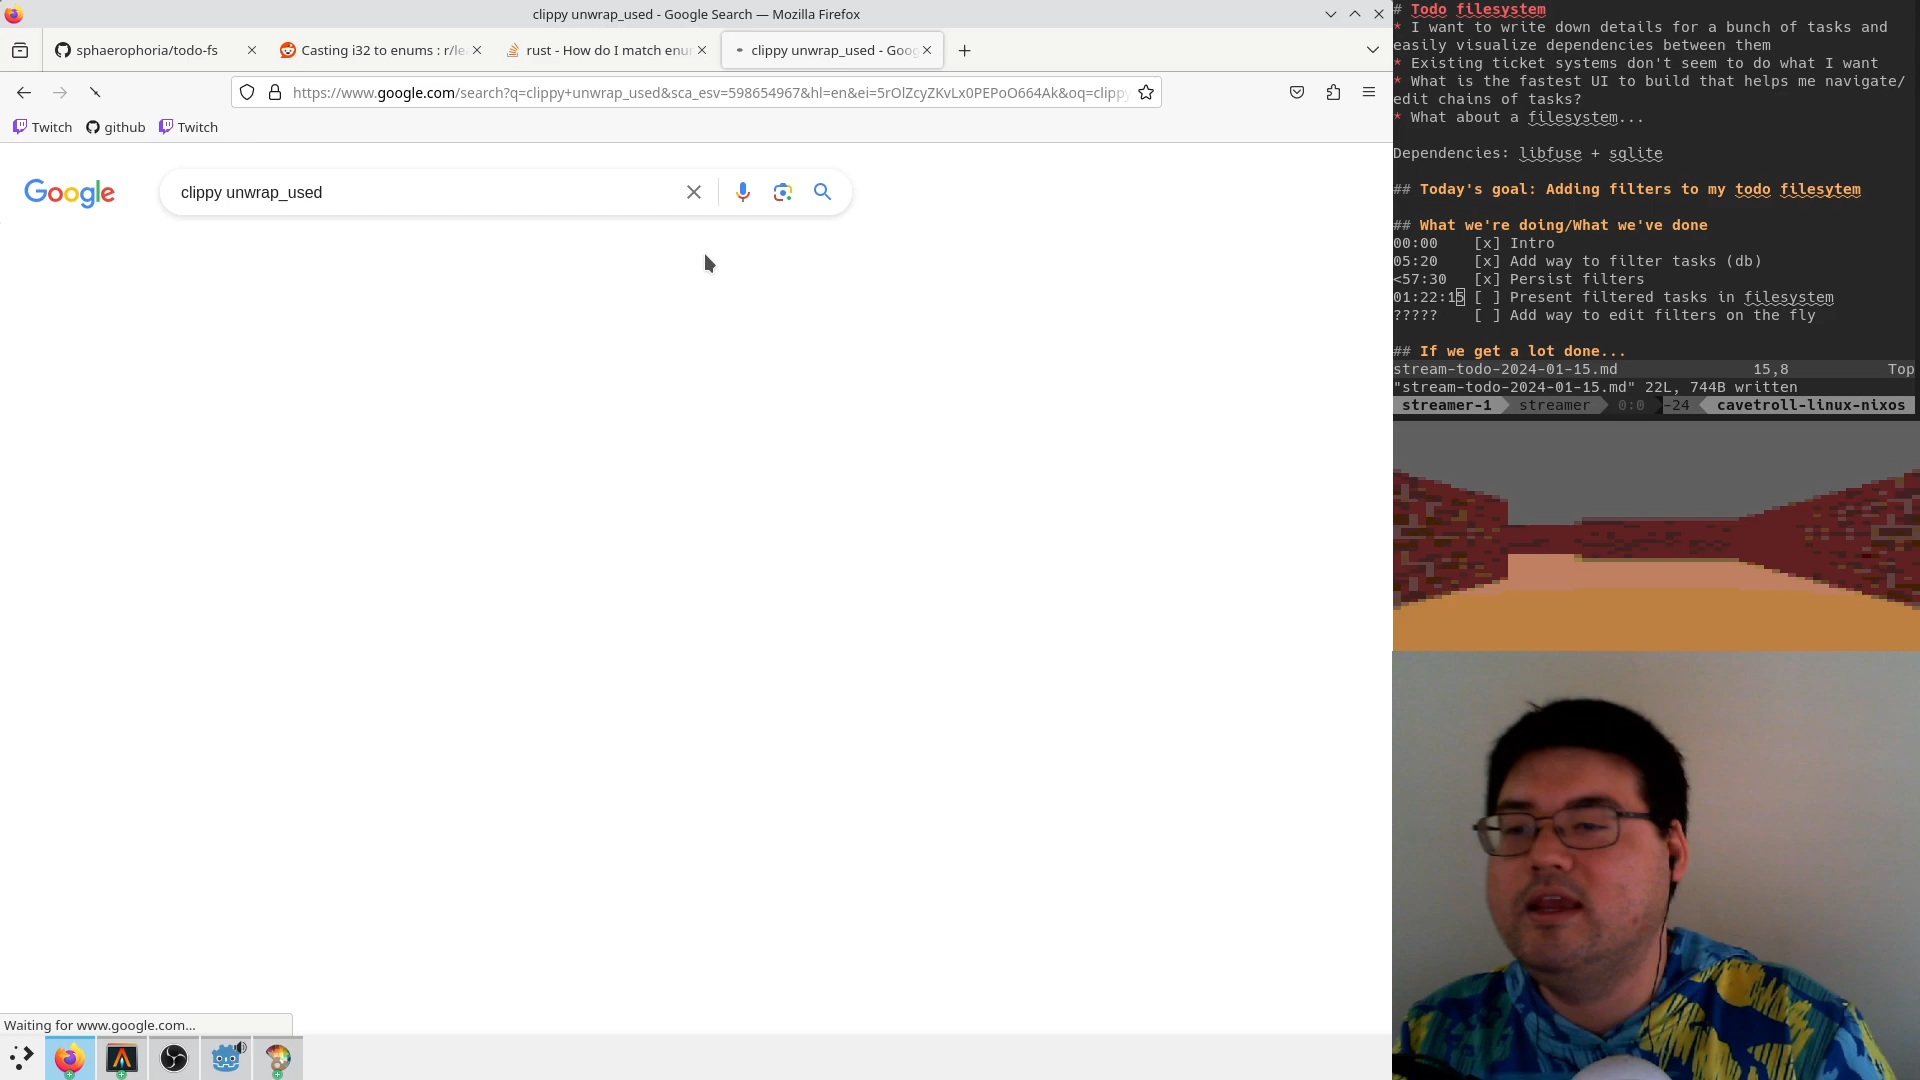 clippy unwrap_used - Google Search — Mozilla Firefox
sphaerophoria/todo-fs
Casting i32 to enums : r/le
rust - How do I match enu
clippy unwrap_used - Goog
https://www.google.com/search?q=clippy+unwrap_used&sca_esv=598654967&hl=en&ei=5rOlZcyZKvLx0PEPoO664Ak&oq=clippy
Twitch
github
Twitch
Google
clippy unwrap_used
Waiting for www.google.com...
# Todo filesystem
* I want to write down details for a bunch of tasks and
easily visualize dependencies between them
* Existing ticket systems don't seem to do what I want
* What is the fastest UI to build that helps me navigate/
edit chains of tasks?
* What about a filesystem...
Dependencies: libfuse + sqlite
## Today's goal: Adding filters to my todo filesytem
## What we're doing/What we've done
00:00 [x] Intro
05:20 [x] Add way to filter tasks (db)
<57:30 [x] Persist filters
01:22:15 [ ] Present filtered tasks in filesystem
????? [ ] Add way to edit filters on the fly
## If we get a lot done...
stream-todo-2024-01-15.md 15,8 Top
"stream-todo-2024-01-15.md" 22L, 744B written
streamer-1 streamer 0:0 -24 cavetroll-linux-nixos